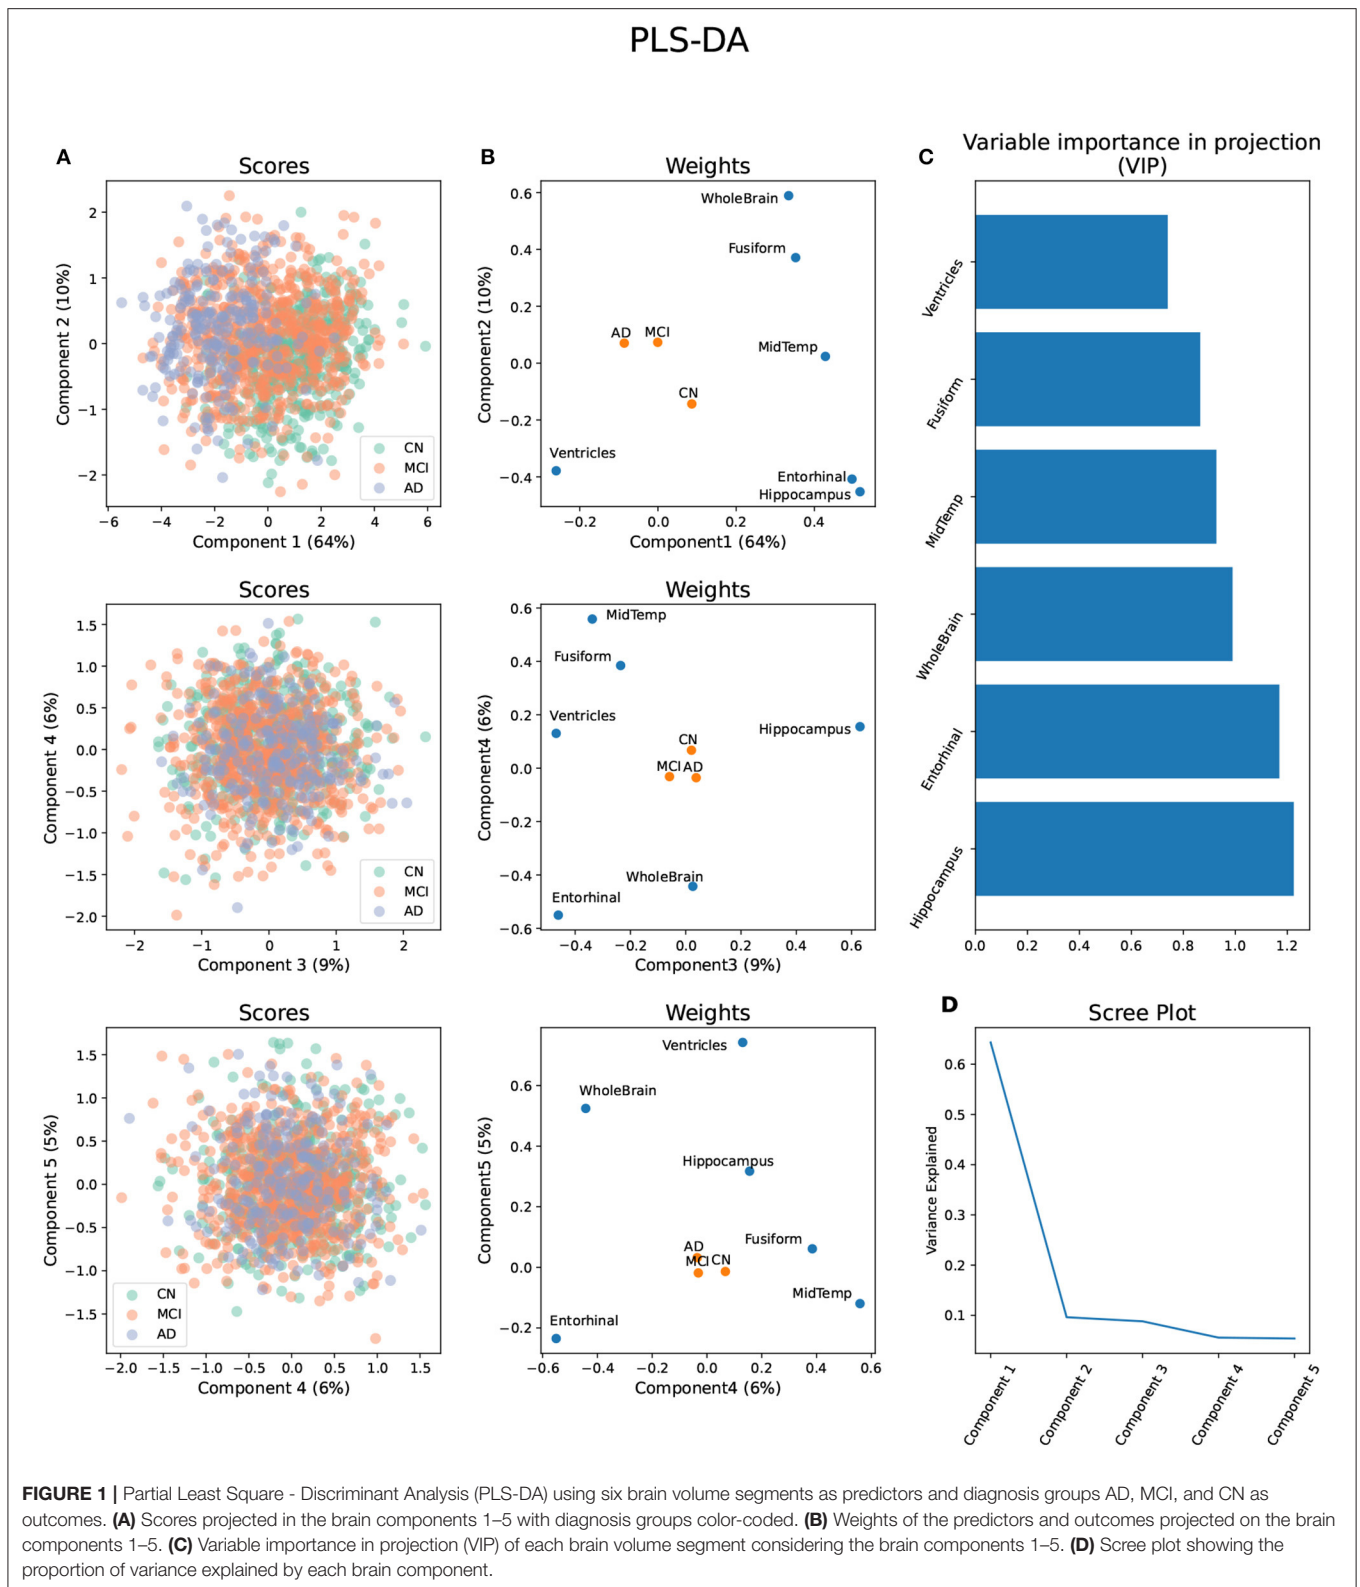 PLS-DA
A
Scores
Component 2 (10%)
2
1
0
−1
−2
CN
MCI
AD
−6 −4 −2 0 2 4 6
Component 1 (64%)
B
Weights
Component2 (10%)
0.6
0.4
0.2
0.0
−0.2
−0.4
WholeBrain
Fusiform
MidTemp
AD MCI
CN
Ventricles
Entorhinal
Hippocampus
−0.2 0.0 0.2 0.4
Component1 (64%)
C
Variable importance in projection
(VIP)
Ventricles
Fusiform
MidTemp
WholeBrain
Entorhinal
Hippocampus
0.0 0.2 0.4 0.6 0.8 1.0 1.2
Scores
Component 4 (6%)
1.5
1.0
0.5
0.0
−0.5
−1.0
−1.5
−2.0
CN
MCI
AD
−2 −1 0 1 2
Component 3 (9%)
Weights
Component4 (6%)
0.6
0.4
0.2
0.0
−0.2
−0.4
−0.6
MidTemp
Fusiform
Ventricles
Hippocampus
CN
MCI AD
WholeBrain
Entorhinal
−0.4 −0.2 0.0 0.2 0.4 0.6
Component3 (9%)
Scores
Component 5 (5%)
1.5
1.0
0.5
0.0
−0.5
−1.0
−1.5
CN
MCI
AD
−2.0 −1.5 −1.0 −0.5 0.0 0.5 1.0 1.5
Component 4 (6%)
Weights
Component5 (5%)
0.6
0.4
0.2
0.0
−0.2
Ventricles
WholeBrain
Hippocampus
Fusiform
AD
MCI CN
MidTemp
Entorhinal
−0.6 −0.4 −0.2 0.0 0.2 0.4 0.6
Component4 (6%)
D
Scree Plot
Variance Explained
0.6
0.5
0.4
0.3
0.2
0.1
Component 1
Component 2
Component 3
Component 4
Component 5
FIGURE 1 | Partial Least Square - Discriminant Analysis (PLS-DA) using six brain volume segments as predictors and diagnosis groups AD, MCI, and CN as
outcomes. (A) Scores projected in the brain components 1–5 with diagnosis groups color-coded. (B) Weights of the predictors and outcomes projected on the brain
components 1–5. (C) Variable importance in projection (VIP) of each brain volume segment considering the brain components 1–5. (D) Scree plot showing the
proportion of variance explained by each brain component.